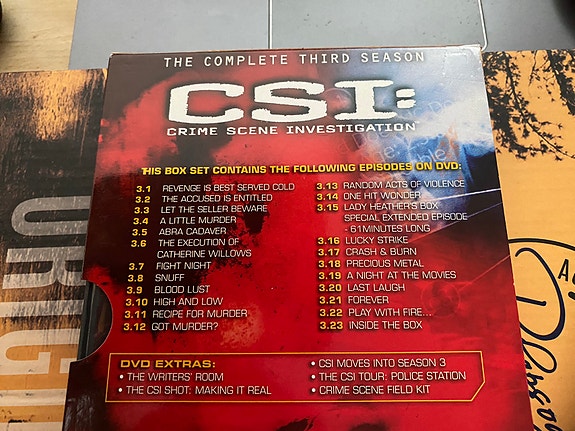 THE COMPLETE THIRD SEASON
CSI:
CRIME SCENE INVESTIGATION
THIS BOX SET CONTAINS THE FOLLOWING EPISODES ON DVD:
3.1 REVENGE IS BEST SERVED COLD
3.2 THE ACCUSED IS ENTITLED
3.3 LET THE SELLER BEWARE
3.4 A LITTLE MURDER
3.5 ABRA CADAVER
3.6 THE EXECUTION OF
CATHERINE WILLOWS
3.7 FIGHT NIGHT
3.8 SNUFF
3.9 BLOOD LUST
3.10 HIGH AND LOW
3.11 RECIPE FOR MURDER
3.12 GOT MURDER?
3.13 RANDOM ACTS OF VIOLENCE
3.14 ONE HIT WONDER
3.15 LADY HEATHER'S BOX
SPECIAL EXTENDED EPISODE
- 61MINUTES LONG
3.16 LUCKY STRIKE
3.17 CRASH & BURN
3.18 PRECIOUS METAL
3.19 A NIGHT AT THE MOVIES
3.20 LAST LAUGH
3.21 FOREVER
3.22 PLAY WITH FIRE...
3.23 INSIDE THE BOX
DVD EXTRAS:
• THE WRITERS' ROOM
• THE CSI SHOT: MAKING IT REAL
• CSI MOVES INTO SEASON 3
• THE CSI TOUR: POLICE STATION
• CRIME SCENE FIELD KIT